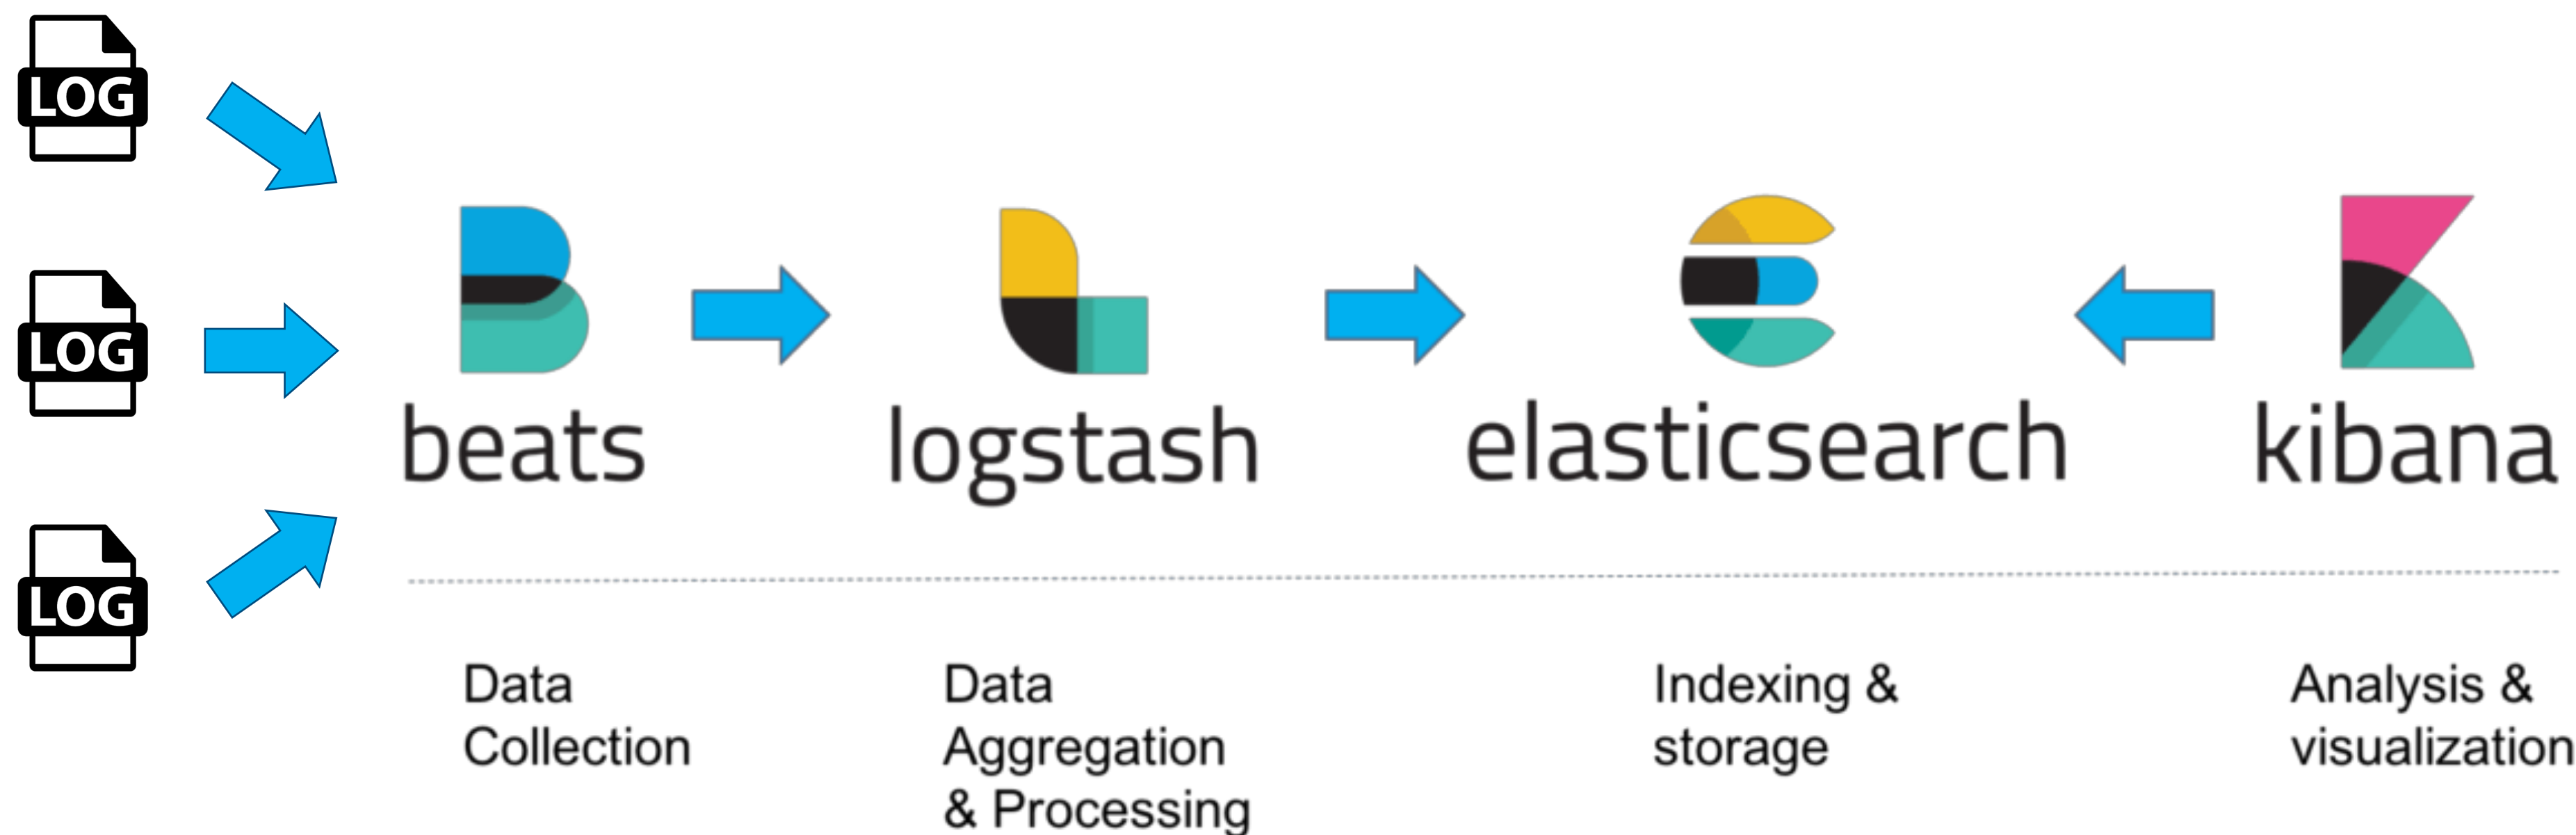 LOG
LOG
LOG
beats
logstash
elasticsearch
kibana
Data
Collection
Data
Aggregation
& Processing
Indexing &
storage
Analysis &
visualization